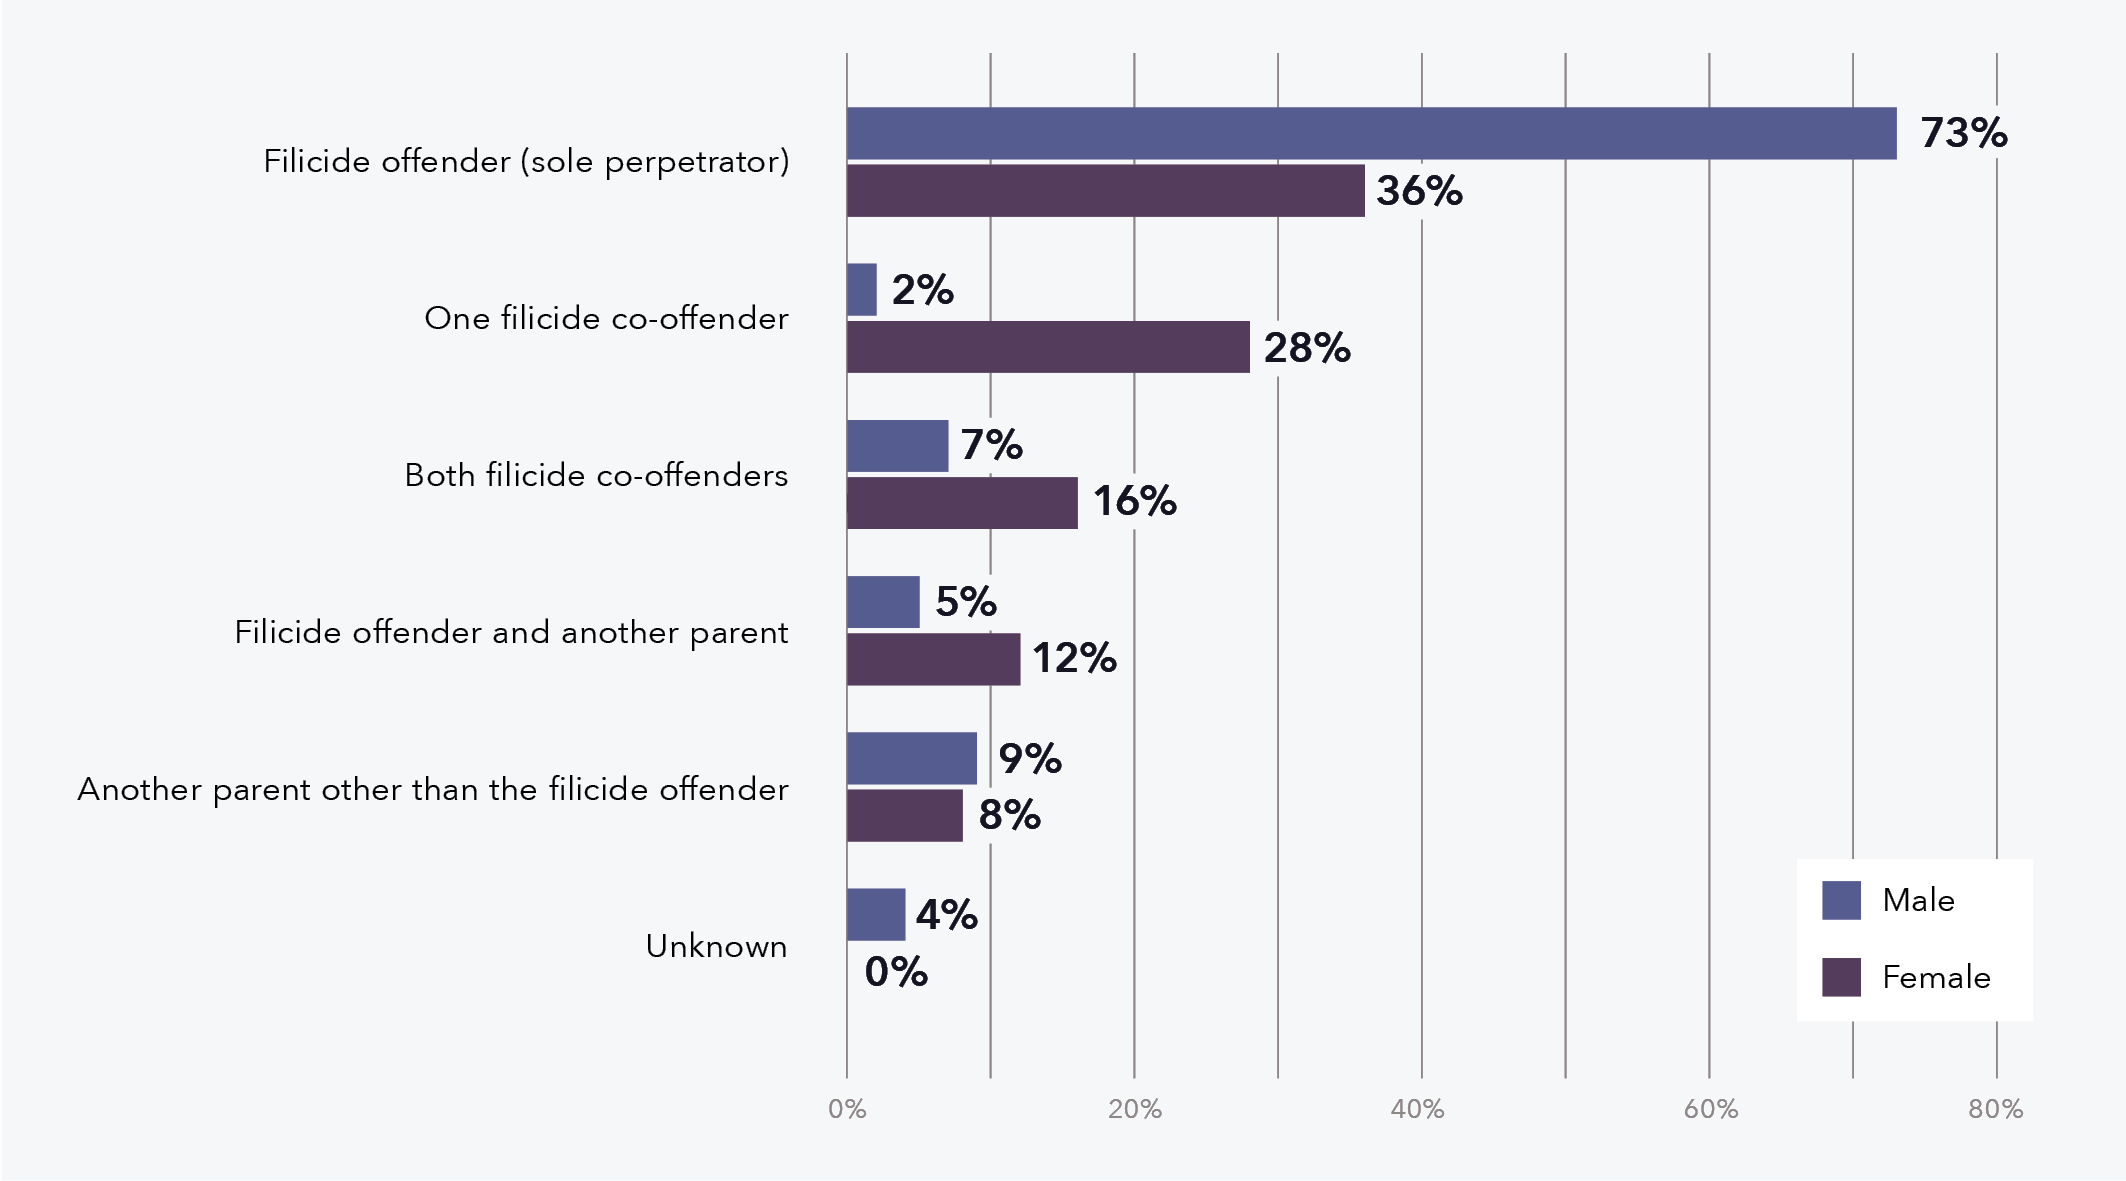 Filicide offender (sole perpetrator)
73%
36%
One filicide co-offender
2%
28%
Both filicide co-offenders
7%
16%
Filicide offender and another parent
5%
12%
Another parent other than the filicide offender
9%
8%
Unknown
4%
0%
Male
Female
0% 20% 40% 60% 80%